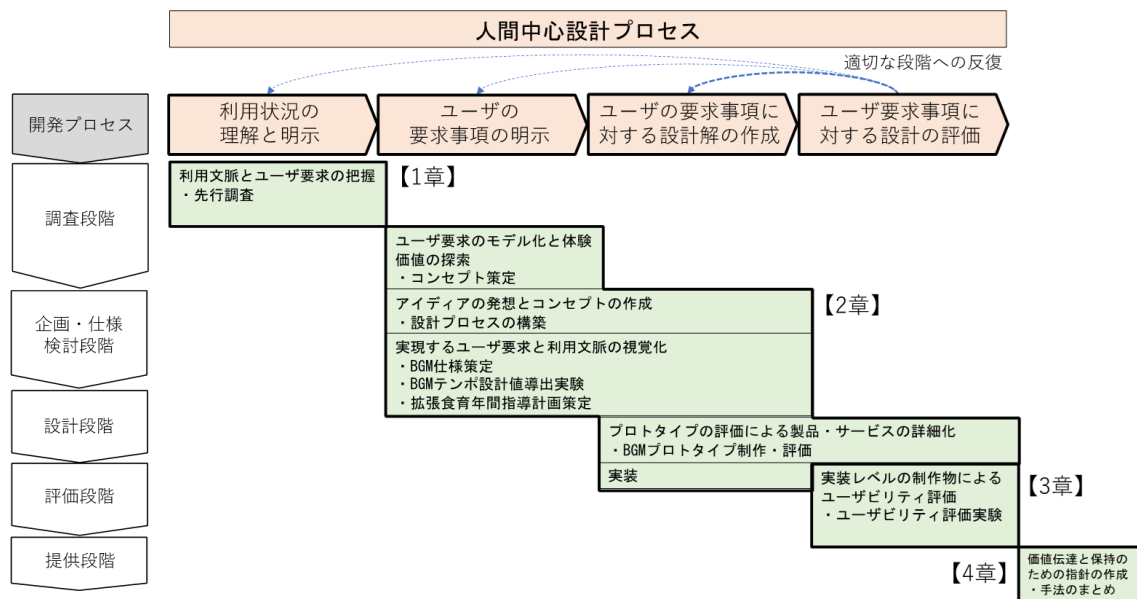 人間中心設計プロセス
適切な段階への反復
開発プロセス
利用状況の
理解と明示
ユーザの
要求事項の明示
ユーザの要求事項に
対する設計解の作成
ユーザ要求事項に
対する設計の評価
調査段階
利用文脈とユーザ要求の把握
・先行調査
【1章】
ユーザ要求のモデル化と体験
価値の探索
・コンセプト策定
企画・仕様
検討段階
アイディアの発想とコンセプトの作成
・設計プロセスの構築
【2章】
実現するユーザ要求と利用文脈の視覚化
・BGM仕様策定
・BGMテンポ設計値導出実験
・拡張食育年間指導計画策定
設計段階
プロトタイプの評価による製品・サービスの詳細化
・BGMプロトタイプ制作・評価
評価段階
実装
実装レベルの制作物による
ユーザビリティ評価
・ユーザビリティ評価実験
【3章】
提供段階
【4章】
価値伝達と保持の
ための指針の作成
・手法のまとめ